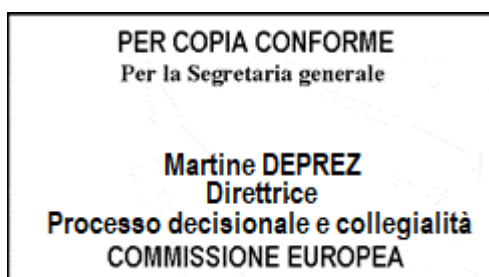 PER COPIA CONFORME
Per la Segretaria generale
Martine DEPREZ
Direttrice
Processo decisionale e collegialità
COMMISSIONE EUROPEA